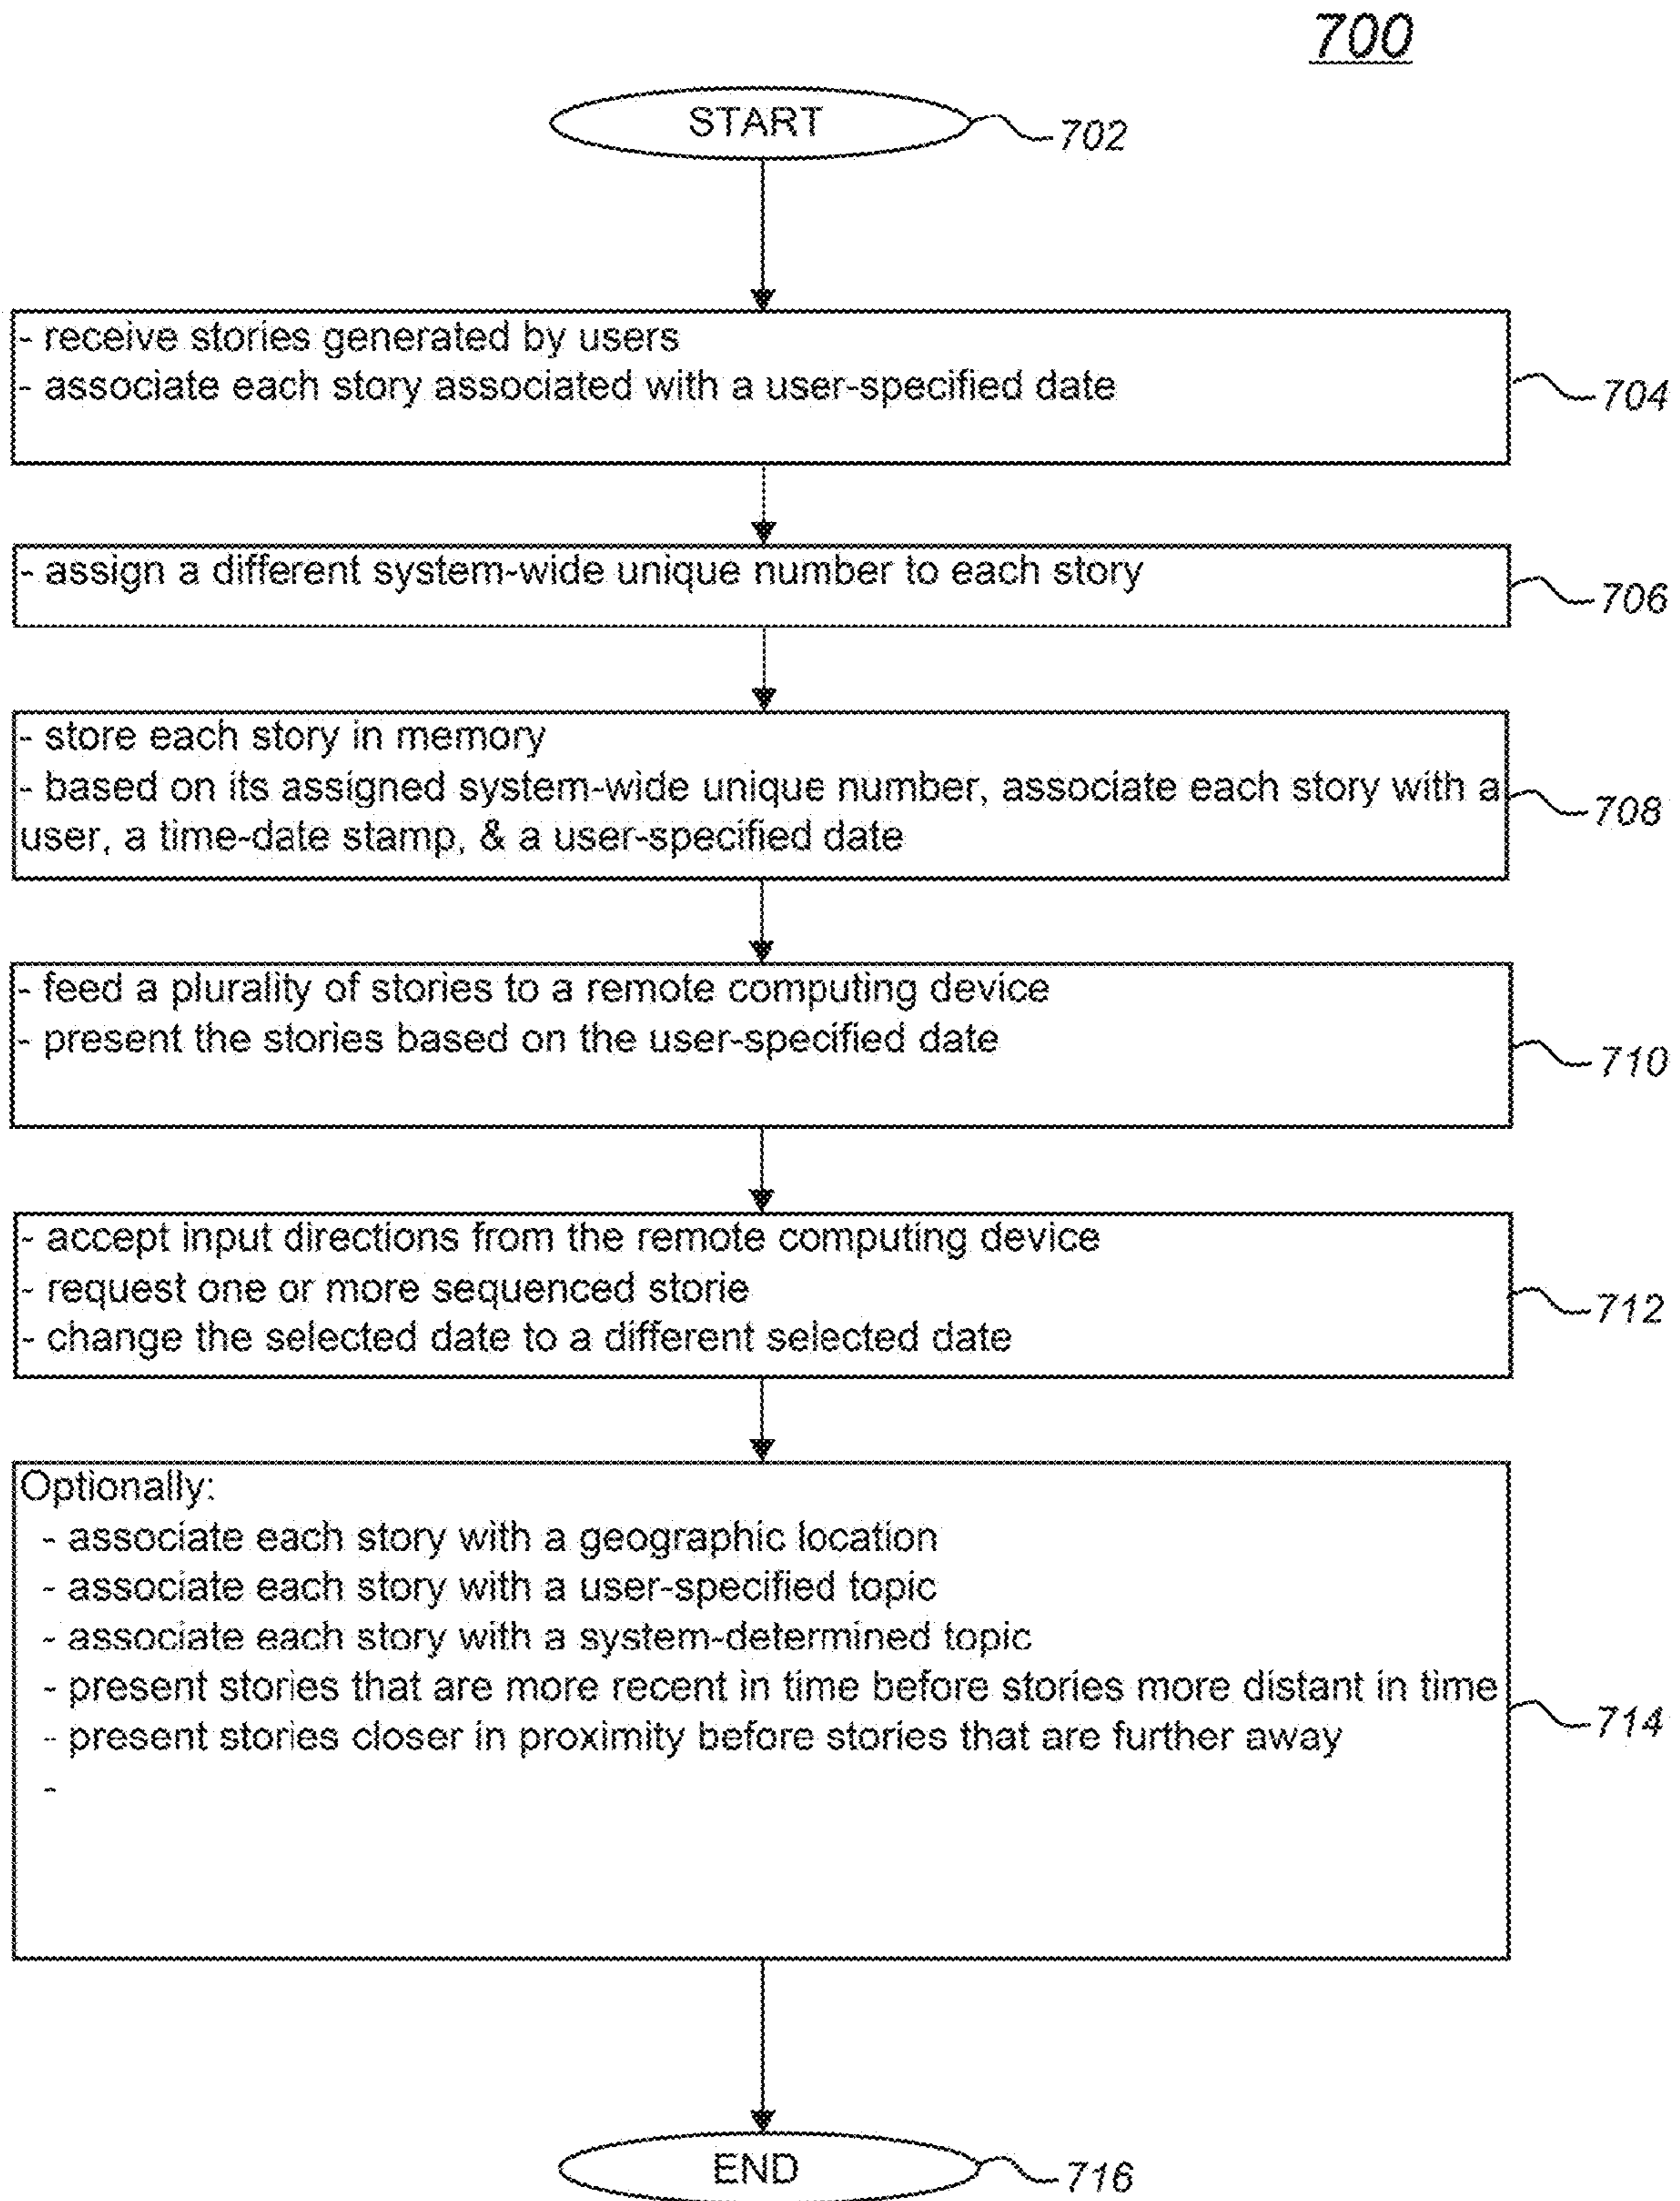 700
START
702
- receive stories generated by users
- associate each story associated with a user-specified date
704
- assign a different system-wide unique number to each story
706
- store each story in memory
- based on its assigned system-wide unique number, associate each story with a
user, a time-date stamp, & a user-specified date
708
- feed a plurality of stories to a remote computing device
- present the stories based on the user-specified date
710
- accept input directions from the remote computing device
- request one or more sequenced storie
- change the selected date to a different selected date
712
Optionally:
- associate each story with a geographic location
- associate each story with a user-specified topic
- associate each story with a system-determined topic
- present stories that are more recent in time before stories more distant in time
- present stories closer in proximity before stories that are further away
-
714
END
716